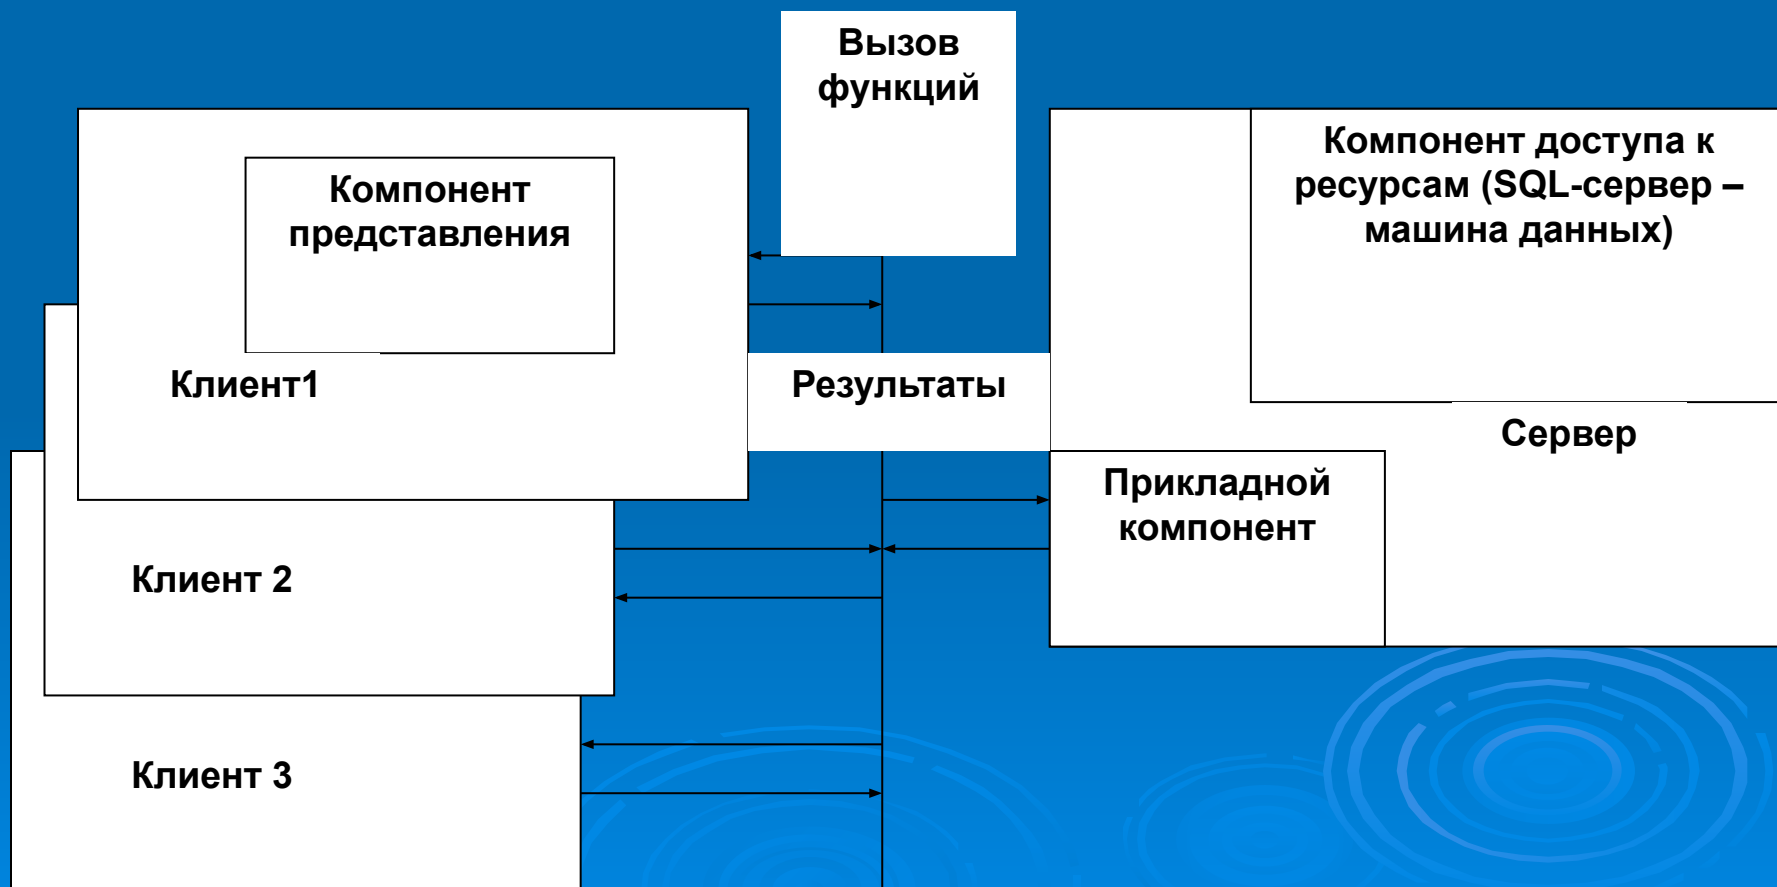 Вызов
функций
Компонент
представления
Компонент доступа к
ресурсам (SQL-сервер –
машина данных)
Клиент1
Результаты
Сервер
Прикладной
компонент
Клиент 2
Клиент 3